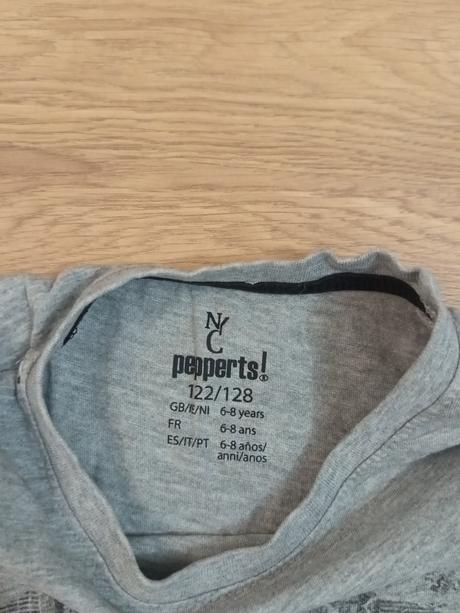 NYC
pepperts!
122/128
GB/IE/NI 6-8 years
FR 6-8 ans
ES/IT/PT 6-8 años/
anni/anos